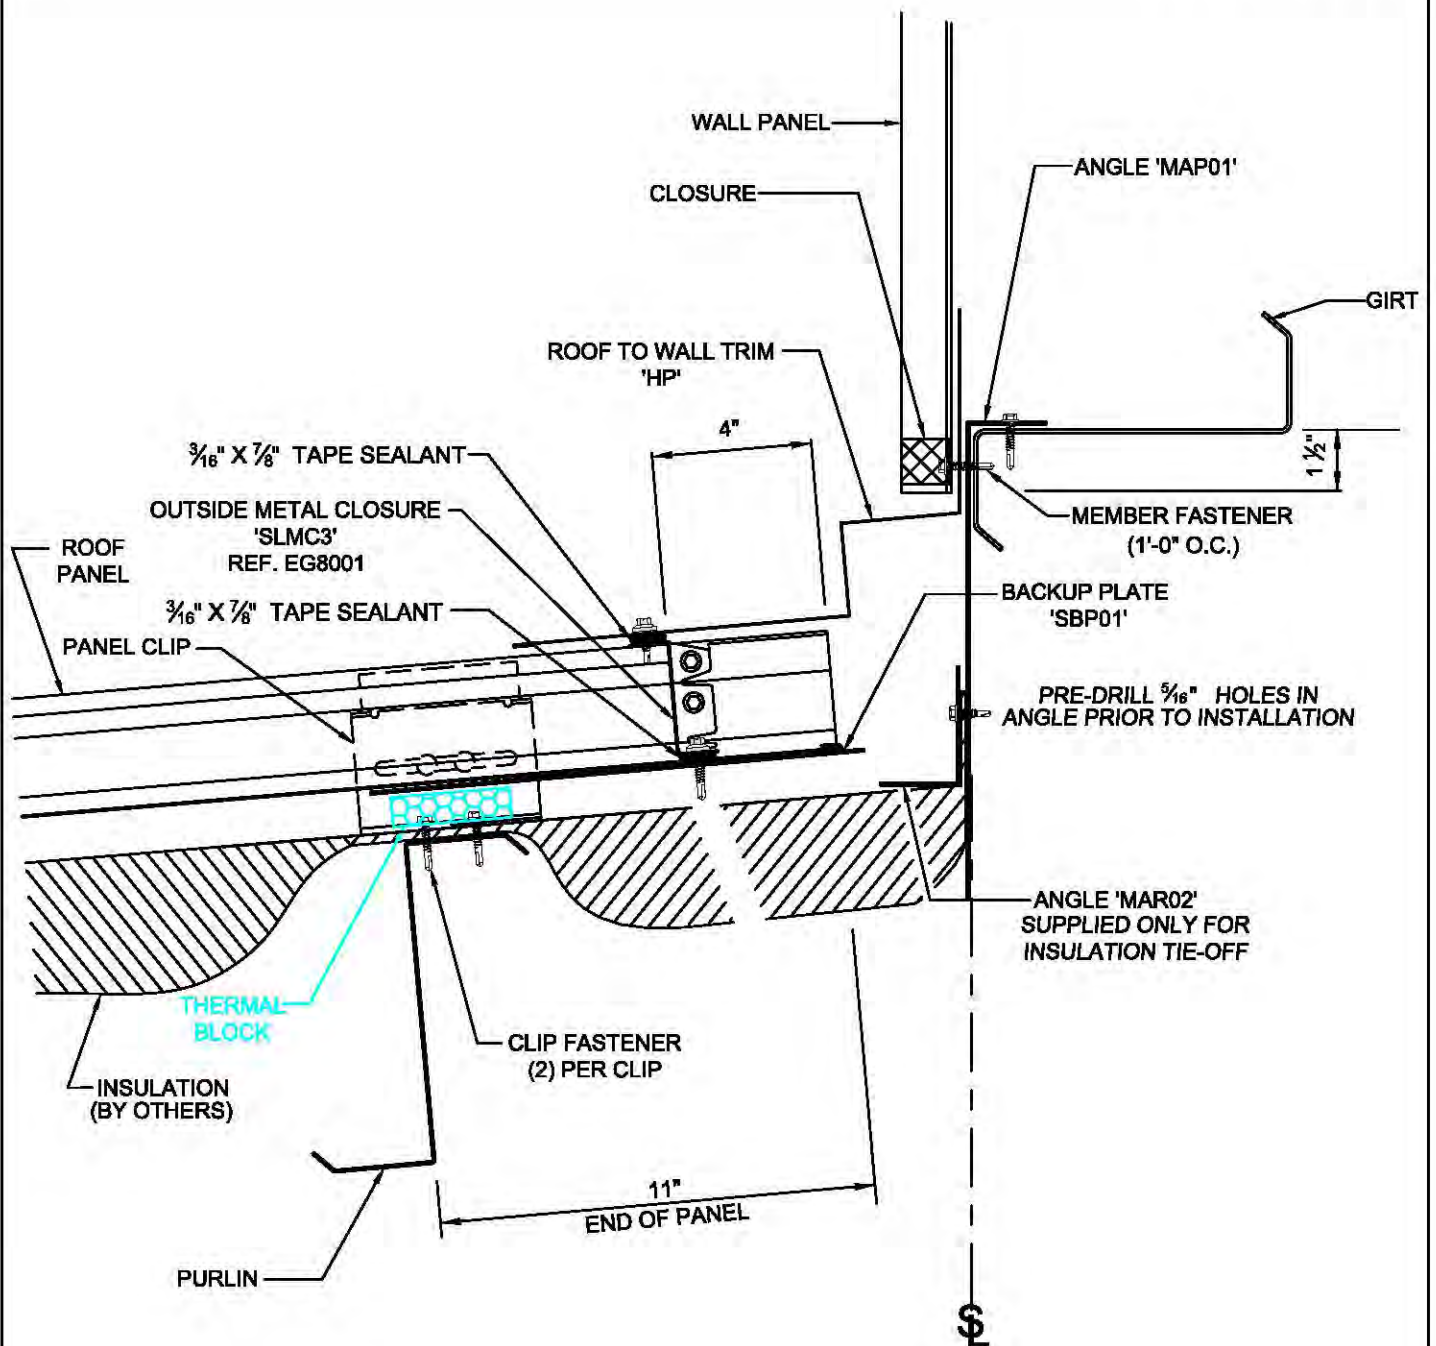 WALL PANEL
ANGLE 'MAP01'
CLOSURE
GIRT
ROOF TO WALL TRIM
'HP'
4"
3/16" X 7/8" TAPE SEALANT
1 1/2"
OUTSIDE METAL CLOSURE
'SLMC3'
REF. EG8001
MEMBER FASTENER
(1'-0" O.C.)
ROOF
PANEL
3/16" X 7/8" TAPE SEALANT
BACKUP PLATE
'SBP01'
PANEL CLIP
PRE-DRILL 5/16" HOLES IN
ANGLE PRIOR TO INSTALLATION
ANGLE 'MAR02'
SUPPLIED ONLY FOR
INSULATION TIE-OFF
THERMAL
BLOCK
CLIP FASTENER
(2) PER CLIP
INSULATION
(BY OTHERS)
11"
END OF PANEL
PURLIN